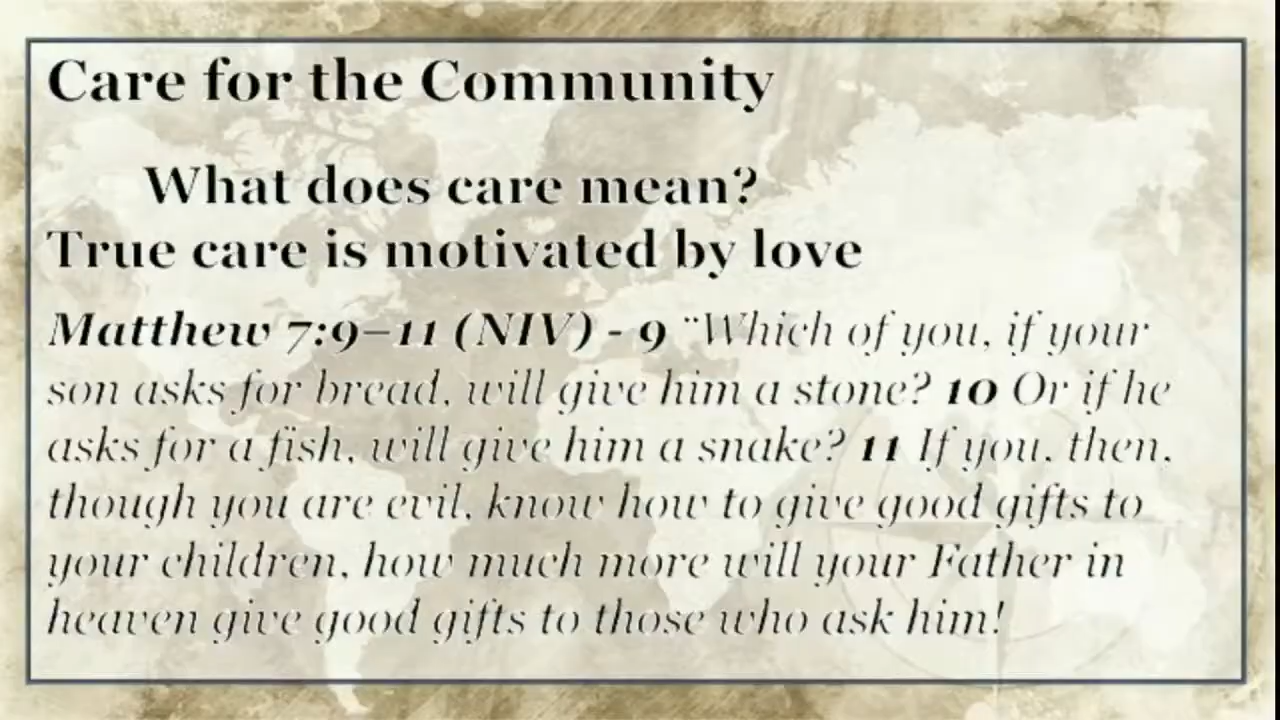 Care for the Community
What does care mean?
True care is motivated by love
Matthew 7:9–11 (NIV) - 9 “Which of you, if your
son asks for bread, will give him a stone? 10 Or if he
asks for a fish, will give him a snake? 11 If you, then,
though you are evil, know how to give good gifts to
your children, how much more will your Father in
heaven give good gifts to those who ask him!